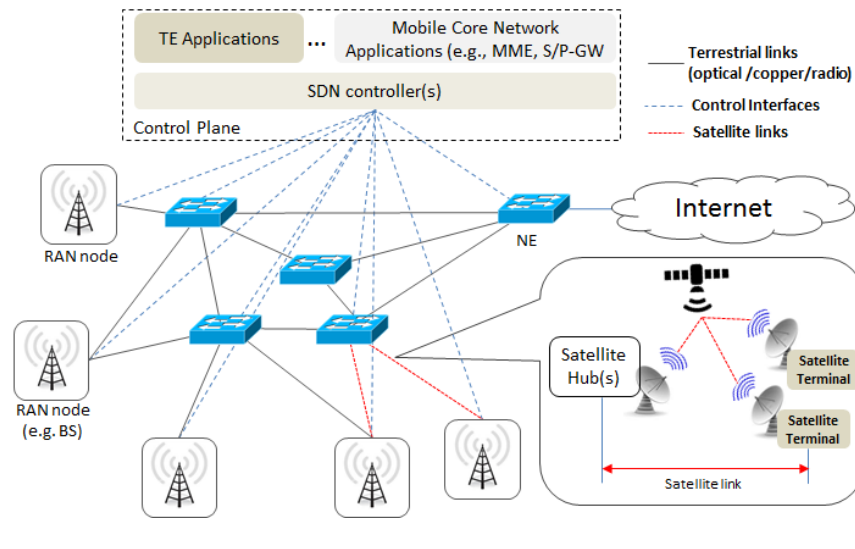 TE Applications
...
Mobile Core Network
Applications (e.g., MME, S/P-GW
SDN controller(s)
Control Plane
Terrestrial links
(optical /copper/radio)
Control Interfaces
Satellite links
RAN node
NE
Internet
RAN node
(e.g. BS)
Satellite
Hub(s)
Satellite
Terminal
Satellite
Terminal
Satellite link